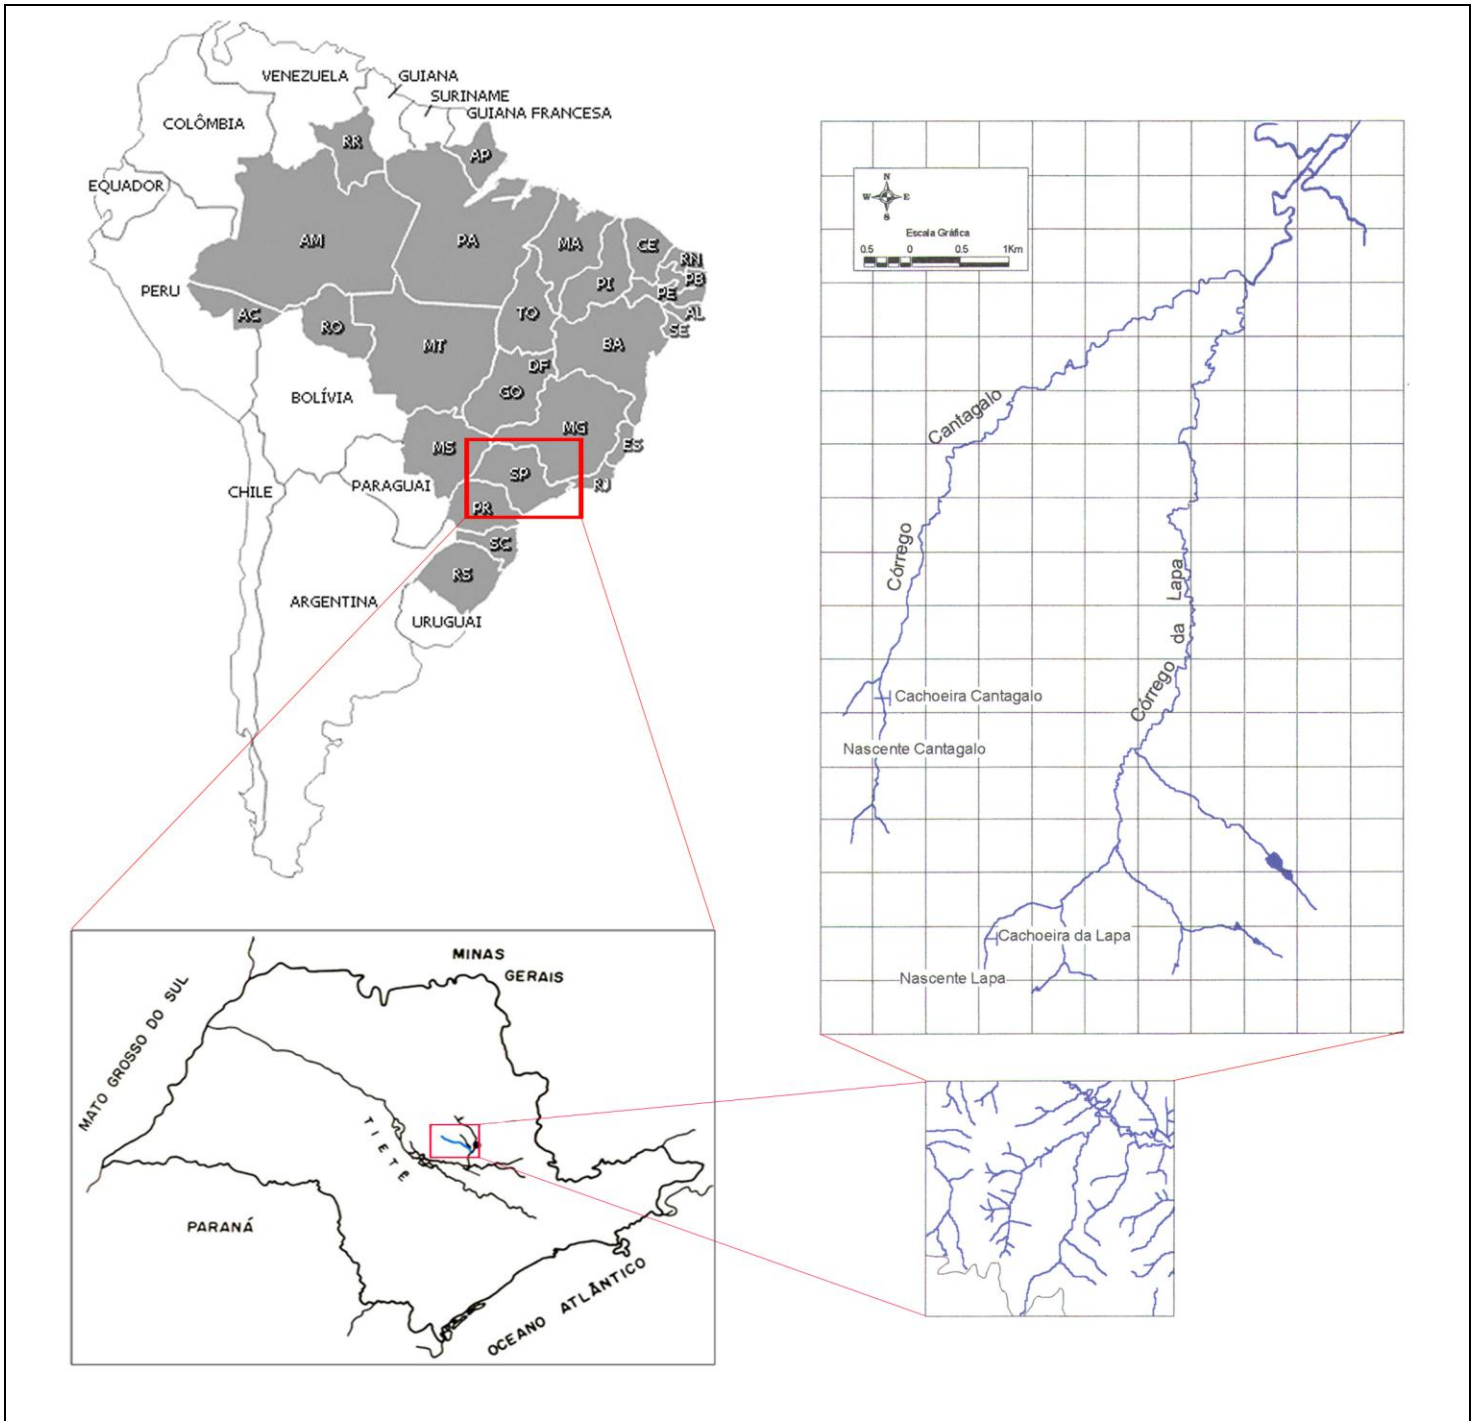 VENEZUELA
GUIANA
SURINAME
GUIANA FRANCESA
COLÔMBIA
RR
AP
EQUADOR
AM
PA
MA
CE
RN
PB
PI
PE
PERU
AC
RO
TO
AL
SE
MT
BA
DF
GO
BOLÍVIA
MG
MS
ES
SP
RJ
CHILE
PARAGUAI
PR
SC
RS
ARGENTINA
URUGUAI
N
W
E
S
Escala Gráfica
0.5 0 0.5 1Km
Córrego Cantagalo
Córrego da Lapa
Cachoeira Cantagalo
Nascente Cantagalo
Cachoeira da Lapa
Nascente Lapa
MINAS
GERAIS
MATO GROSSO DO SUL
TIETÊ
PARANÁ
OCEANO ATLÂNTICO